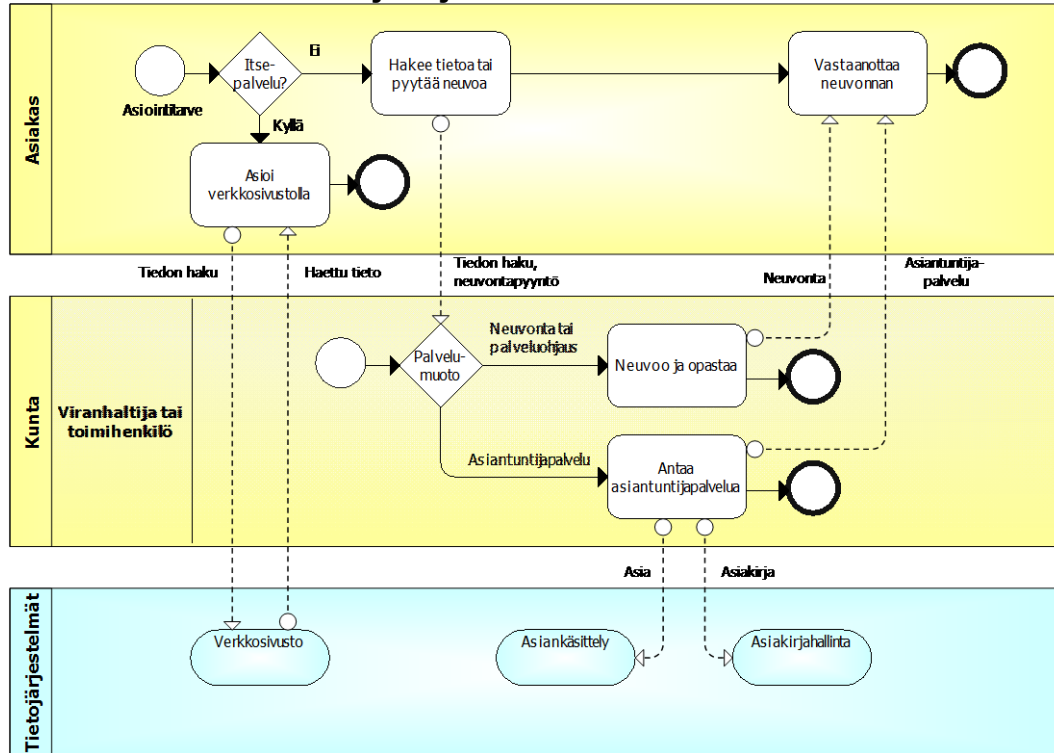 Asiakas
Itse-
palvelu?
Ei
Hakee tietoa tai
pyytää neuvoa
Vastaanottaa
neuvonnan
Asiointitarve
Kyllä
Asioi
verkkosivustolla
Tiedon haku
Haettu tieto
Tiedon haku,
neuvontapyyntö
Neuvonta
Asiantuntija-
palvelu
Kunta
Viranhaltija tai
toimihenkilö
Palvelu-
muoto
Neuvonta tai
palveluohjaus
Neuvoo ja opastaa
Asiantuntijapalvelu
Antaa
asiantuntijapalvelua
Asia
Asiakirja
Tietojärjestelmät
Verkkosivusto
Asiankäsittely
Asiakirjahallinta